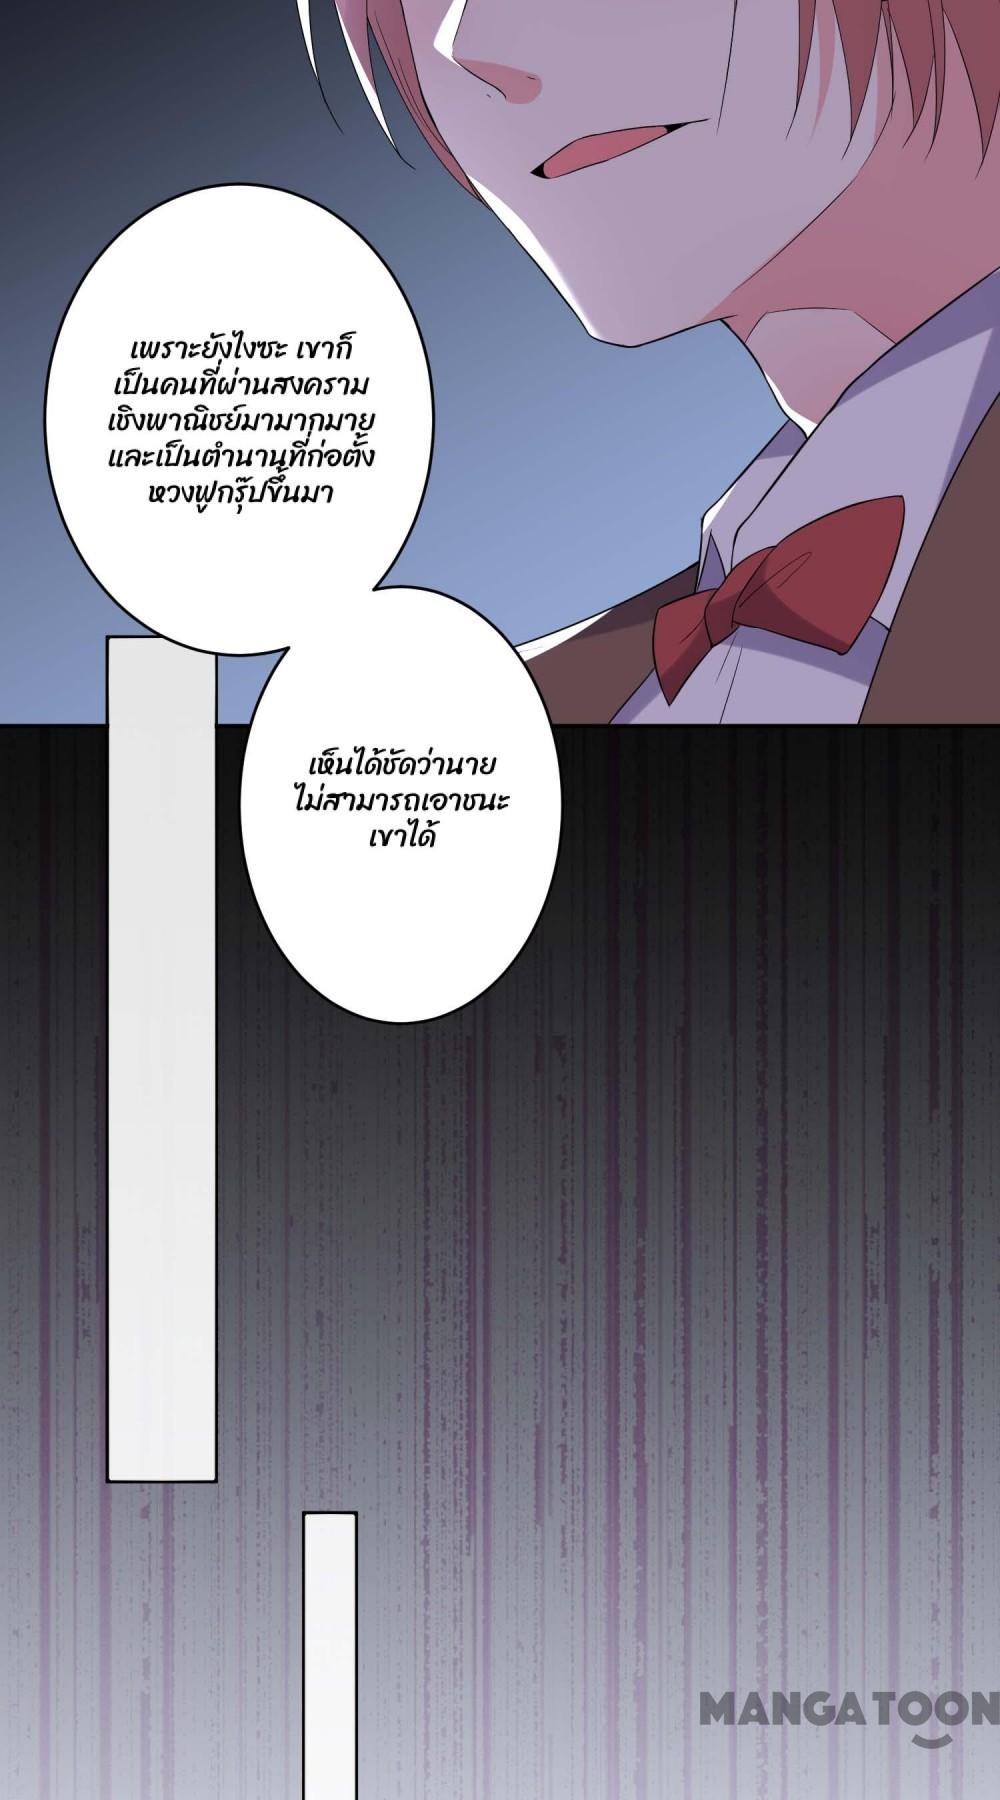 เพราะยังไงซะ เขาก็
เป็นคนที่ผ่านสงคราม
เชิงพาณิชย์มามากมาย
และเป็นตำนานที่ก่อตั้ง
หวงฟูกรุ๊ปขึ้นมา
เห็นได้ชัดว่านาย
ไม่สามารถเอาชนะ
เขาได้
MANGATOON